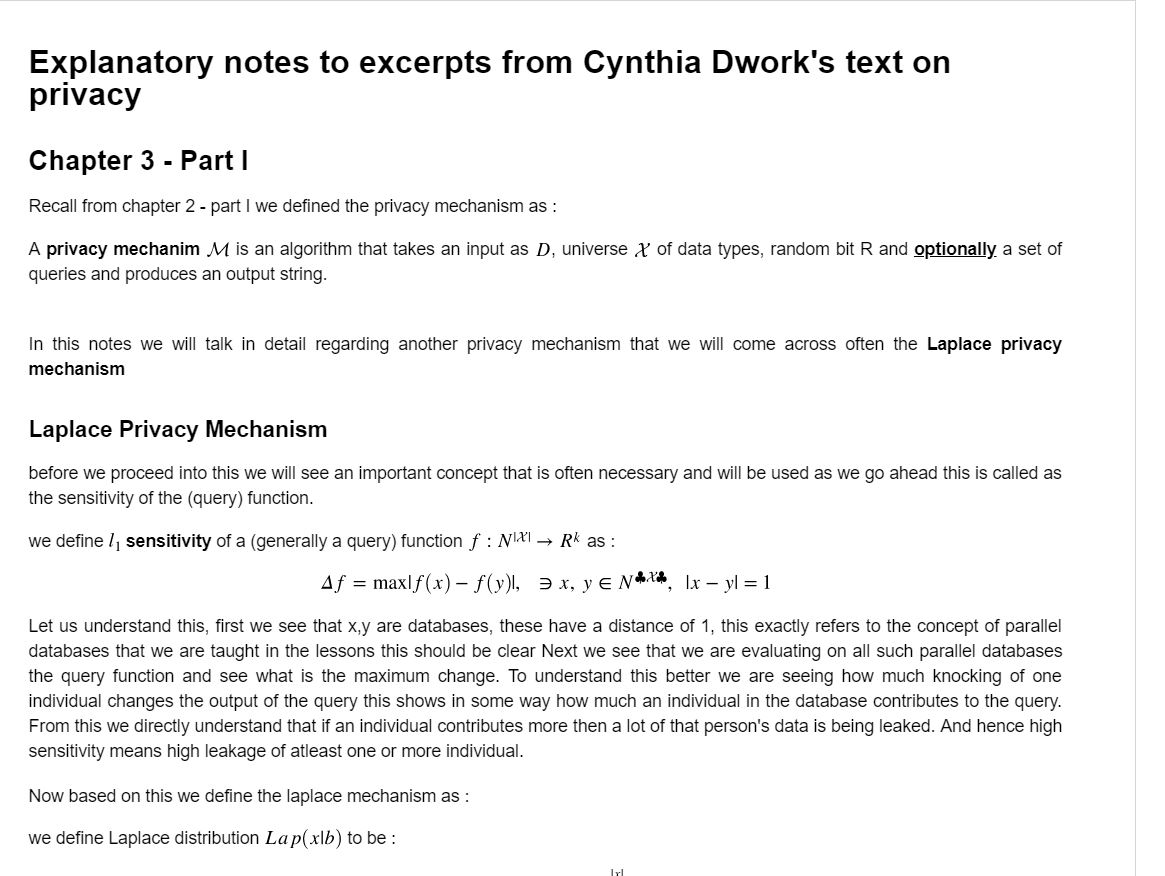 Explanatory notes to excerpts from Cynthia Dwork's text on
privacy
Chapter 3 - Part I
Recall from chapter 2 - part I we defined the privacy mechanism as :
A privacy mechanim ℳ is an algorithm that takes an input as D, universe 𝒳 of data types, random bit R and optionally a set of
queries and produces an output string.
In this notes we will talk in detail regarding another privacy mechanism that we will come across often the Laplace privacy
mechanism
Laplace Privacy Mechanism
before we proceed into this we will see an important concept that is often necessary and will be used as we go ahead this is called as
the sensitivity of the (query) function.
we define l₁ sensitivity of a (generally a query) function f : N^|𝒳| → R^k as :
Δf = max|f(x) − f(y)|, ∋ x, y ∈ N^♣𝒳♣, |x − y| = 1
Let us understand this, first we see that x,y are databases, these have a distance of 1, this exactly refers to the concept of parallel
databases that we are taught in the lessons this should be clear Next we see that we are evaluating on all such parallel databases
the query function and see what is the maximum change. To understand this better we are seeing how much knocking of one
individual changes the output of the query this shows in some way how much an individual in the database contributes to the query.
From this we directly understand that if an individual contributes more then a lot of that person's data is being leaked. And hence high
sensitivity means high leakage of atleast one or more individual.
Now based on this we define the laplace mechanism as :
we define Laplace distribution Lap(x|b) to be :
|x|